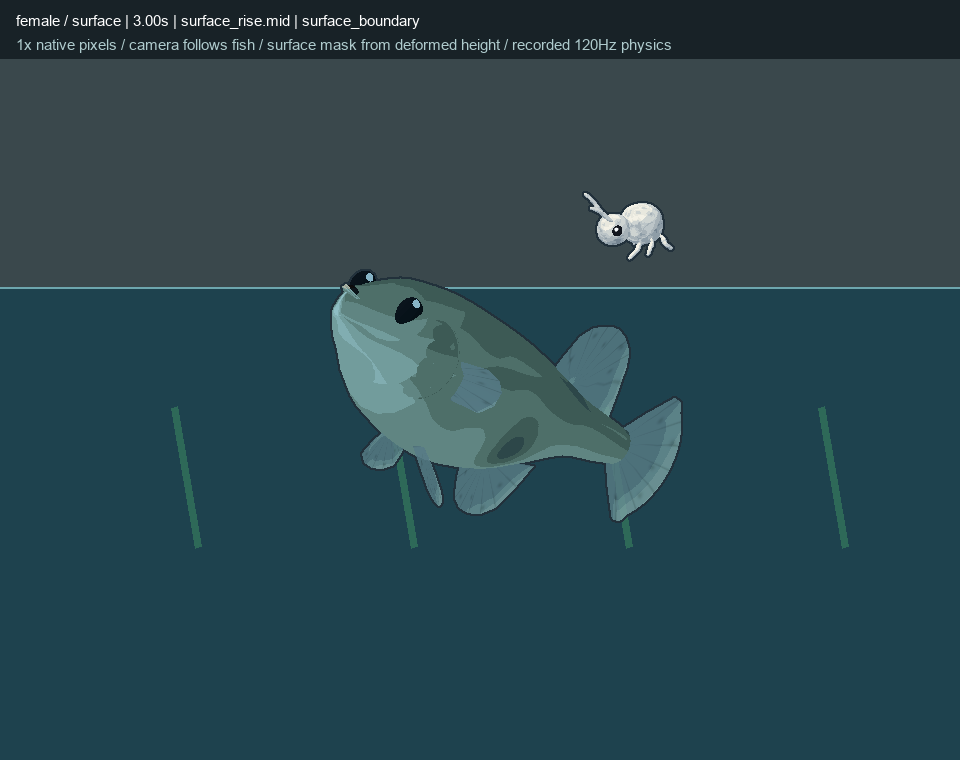 female / surface | 3.00s | surface_rise.mid | surface_boundary
1x native pixels / camera follows fish / surface mask from deformed height / recorded 120Hz physics